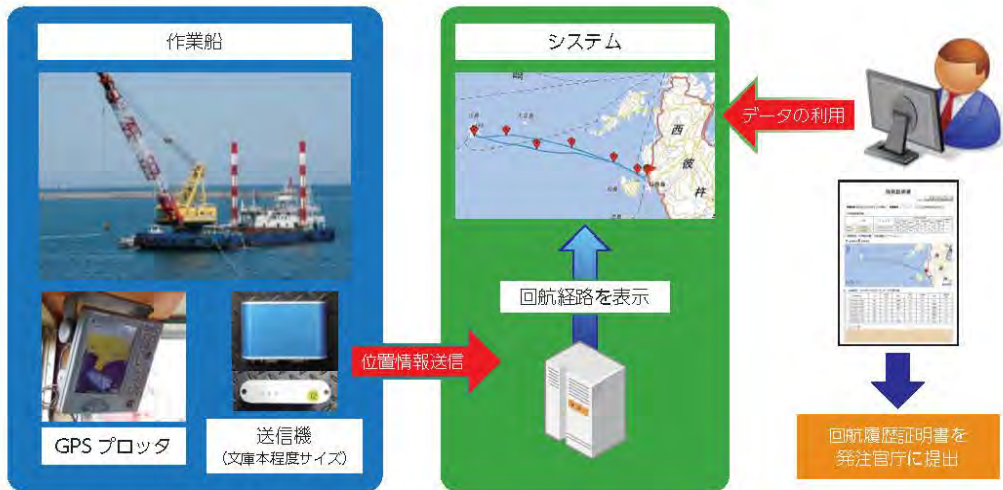 作業船
GPS プロッタ
送信機
(文庫本程度サイズ)
位置情報送信
システム
西
彼
杵
回航経路を表示
データの利用
回航履歴証明書を
発注官庁に提出